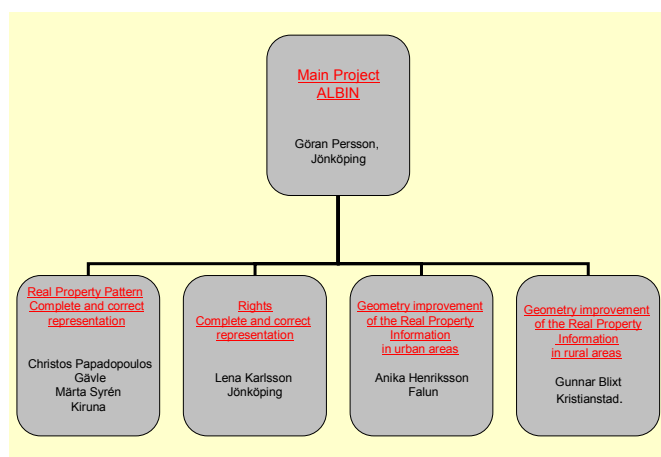 Main Project
ALBIN
Göran Persson,
Jönköping
Real Property Pattern
Complete and correct
representation
Christos Papadopoulos
Gävle
Märta Syrén
Kiruna
Rights
Complete and correct
representation
Lena Karlsson
Jönköping
Geometry improvement
of the Real Property
Information
in urban areas
Anika Henriksson
Falun
Geometry improvement
of the Real Property
Information
in rural areas
Gunnar Blixt
Kristianstad.